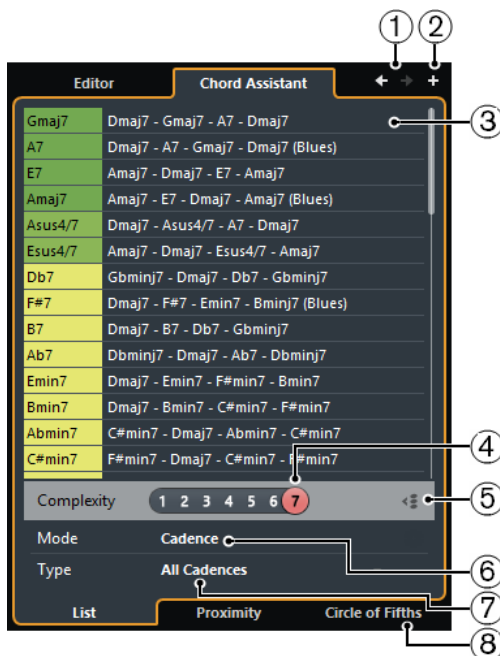 1 2
Editor Chord Assistant
Gmaj7 Dmaj7 - Gmaj7 - A7 - Dmaj7
3
A7 Dmaj7 - A7 - Gmaj7 - Dmaj7 (Blues)
E7 Amaj7 - Dmaj7 - E7 - Amaj7
Amaj7 Amaj7 - E7 - Dmaj7 - Amaj7 (Blues)
Asus4/7 Dmaj7 - Asus4/7 - A7 - Dmaj7
Esus4/7 Amaj7 - Dmaj7 - Esus4/7 - Amaj7
Db7 Gbminj7 - Dmaj7 - Db7 - Gbminj7
F#7 Dmaj7 - F#7 - Emin7 - Bminj7 (Blues)
B7 Dmaj7 - B7 - Db7 - Gbminj7
Ab7 Dbminj7 - Dmaj7 - Ab7 - Dbminj7
Emin7 Dmaj7 - Emin7 - F#min7 - Bmin7
Bmin7 Dmaj7 - Bmin7 - C#min7 - F#min7
Abmin7 C#min7 - Dmaj7 - Abmin7 - C#min7
4
C#min7 F#min7 - Dmaj7 - C#min7 - F#min7
Complexity 1 2 3 4 5 6 7
5
Mode Cadence
6
Type All Cadences
7
List Proximity Circle of Fifths
8